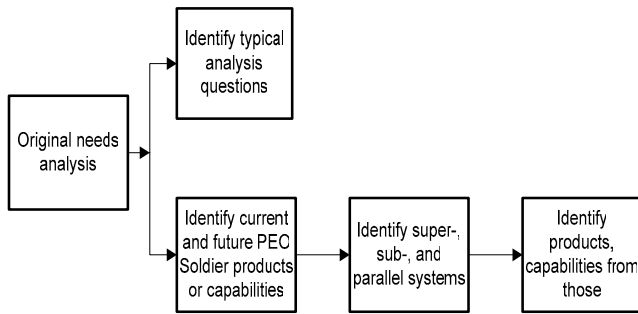 Identify typical
analysis
questions
Original needs
analysis
Identify current
and future PEO
Soldier products
or capabilities
Identify super-,
sub-, and
parallel systems
Identify
products,
capabilities from
those